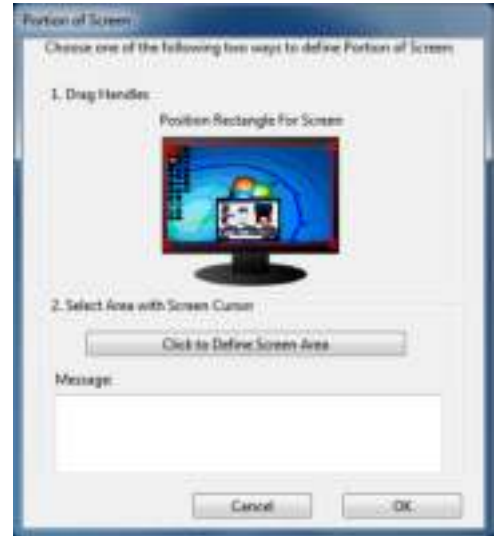 Portion of Screen
Choose one of the following two ways to define Portion of Screen
1. Drag Handles
Position Rectangle For Screen
2. Select Area with Screen Cursor
Click to Define Screen Area
Message:
Cancel
OK